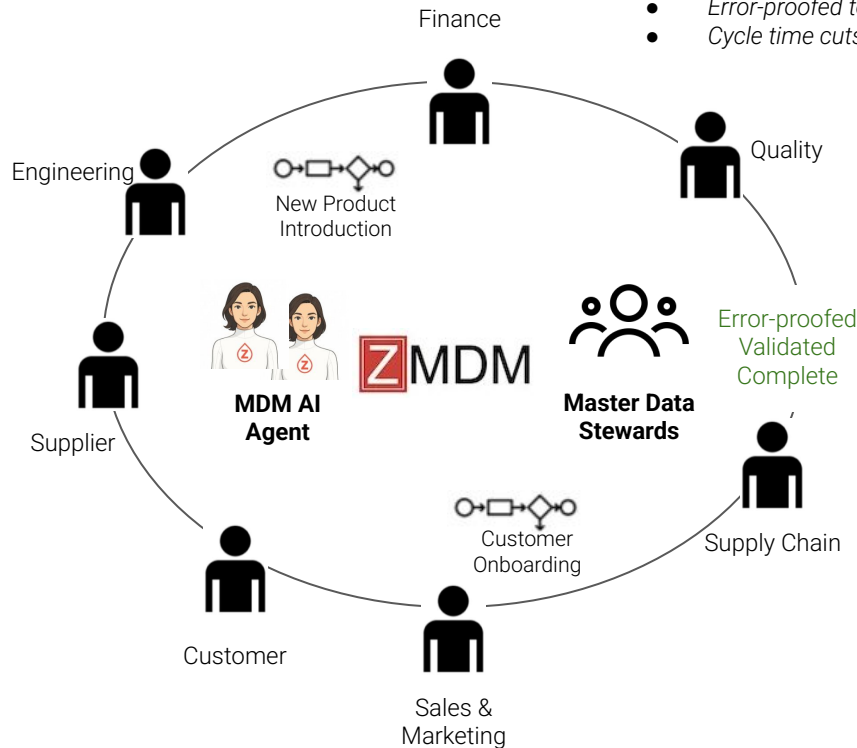 Finance
Error-proofed
Cycle time cuts
Engineering
Quality
New Product
Introduction
Z
Z
ZMDM
MDM AI
Agent
Master Data
Stewards
Error-proofed
Validated
Complete
Supplier
Customer
Onboarding
Supply Chain
Customer
Sales &
Marketing